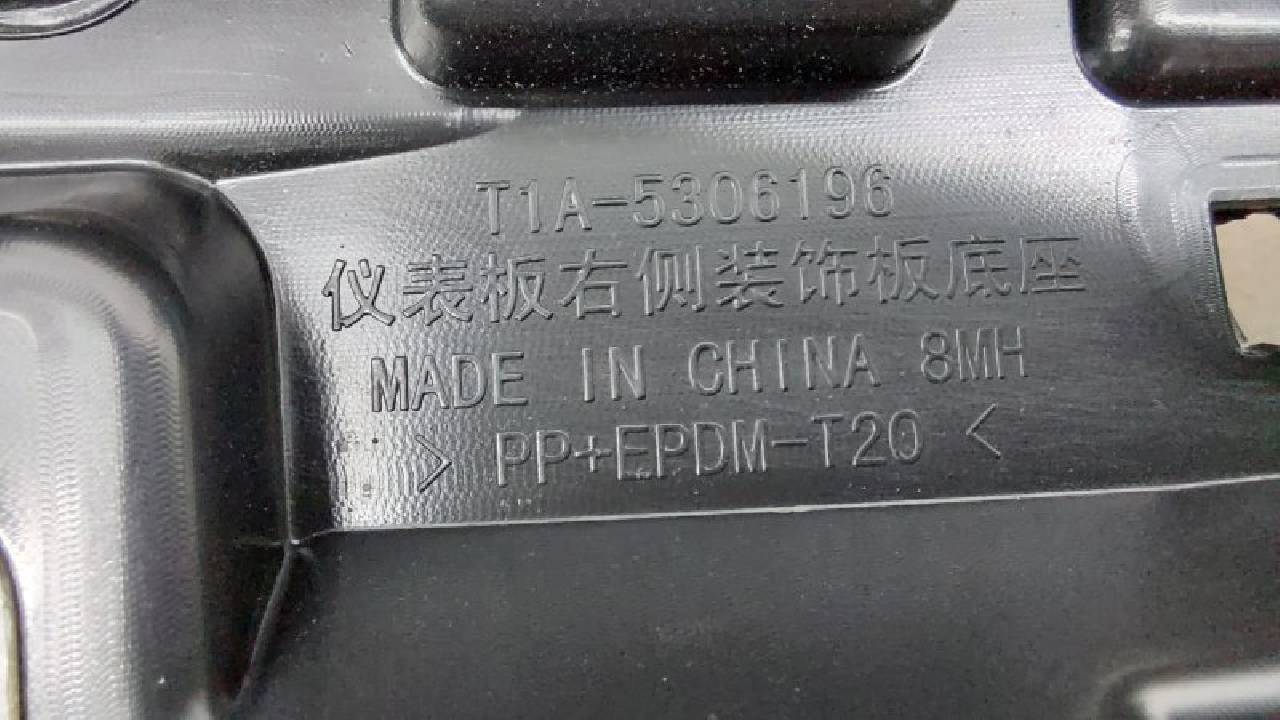 T1A-5306196
仪表板右侧装饰板底座
MADE IN CHINA 8MH
> PP+EPDM-T20 <